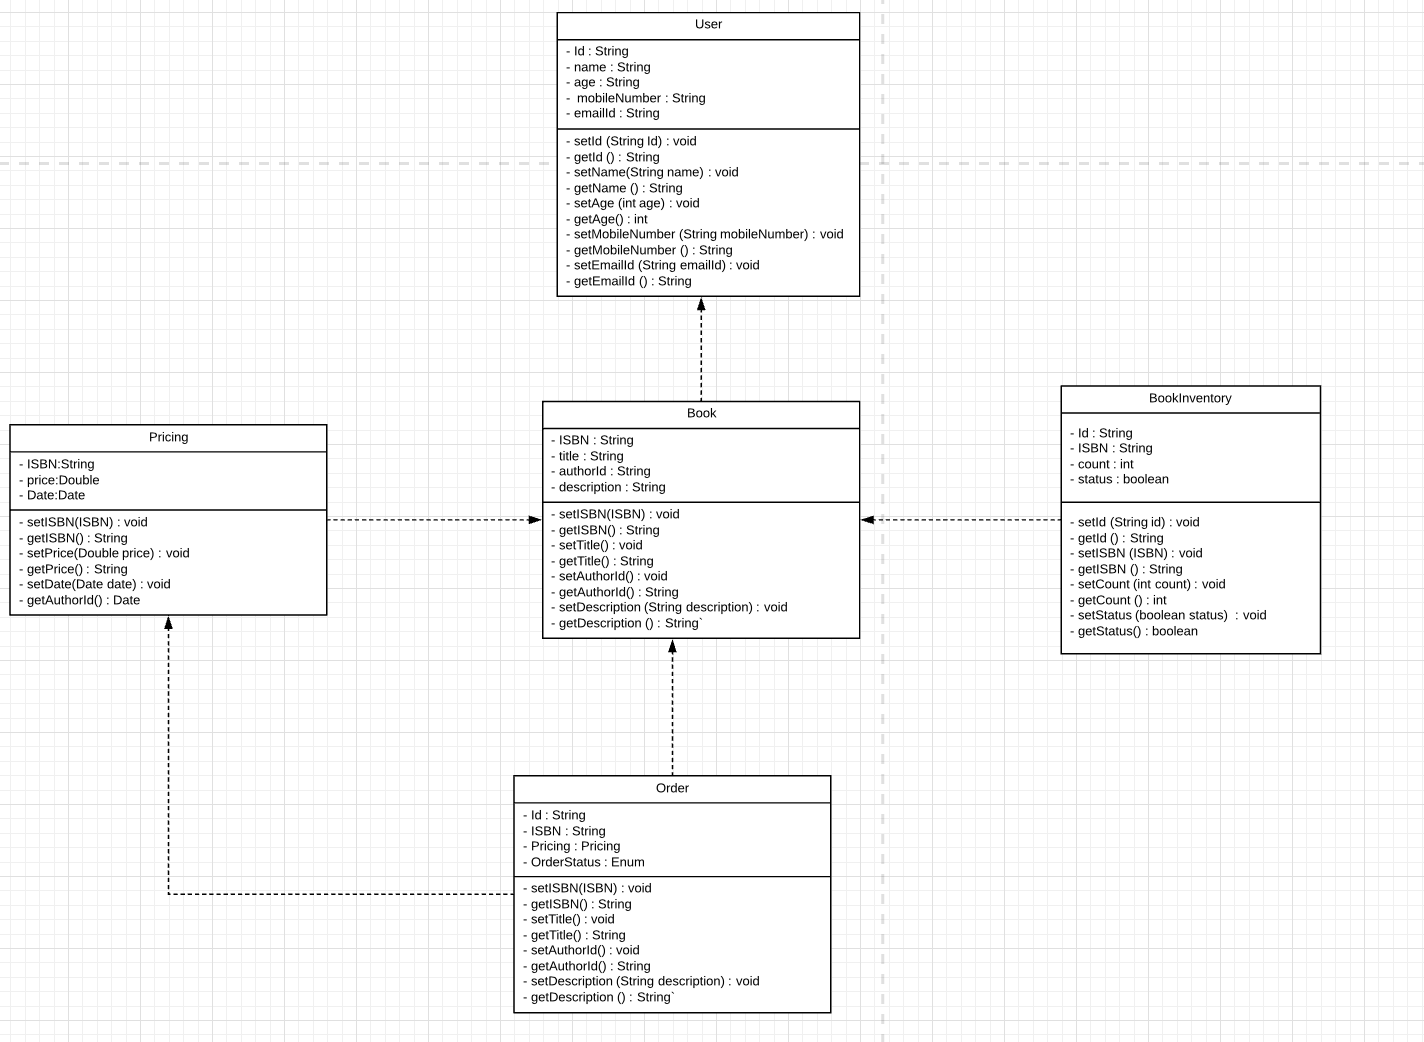 User
- Id : String
- name : String
- age : String
-  mobileNumber : String
- emailId : String
- setId (String Id) : void
- getId () : String
- setName(String name) : void
- getName () : String
- setAge (int age) : void
- getAge() : int
- setMobileNumber (String mobileNumber) : void
- getMobileNumber () : String
- setEmailId (String emailId) : void
- getEmailId () : String
Pricing
- ISBN:String
- price:Double
- Date:Date
- setISBN(ISBN) : void
- getISBN() : String
- setPrice(Double price) : void
- getPrice() : String
- setDate(Date date) : void
- getAuthorId() : Date
Book
- ISBN : String
- title : String
- authorId : String
- description : String
- setISBN(ISBN) : void
- getISBN() : String
- setTitle() : void
- getTitle() : String
- setAuthorId() : void
- getAuthorId() : String
- setDescription (String description) : void
- getDescription () : String`
BookInventory
- Id : String
- ISBN : String
- count : int
- status : boolean
- setId (String id) : void
- getId () : String
- setISBN (ISBN) : void
- getISBN () : String
- setCount (int count) : void
- getCount () : int
- setStatus (boolean status)  : void
- getStatus() : boolean
Order
- Id : String
- ISBN : String
- Pricing : Pricing
- OrderStatus : Enum
- setISBN(ISBN) : void
- getISBN() : String
- setTitle() : void
- getTitle() : String
- setAuthorId() : void
- getAuthorId() : String
- setDescription (String description) : void
- getDescription () : String`